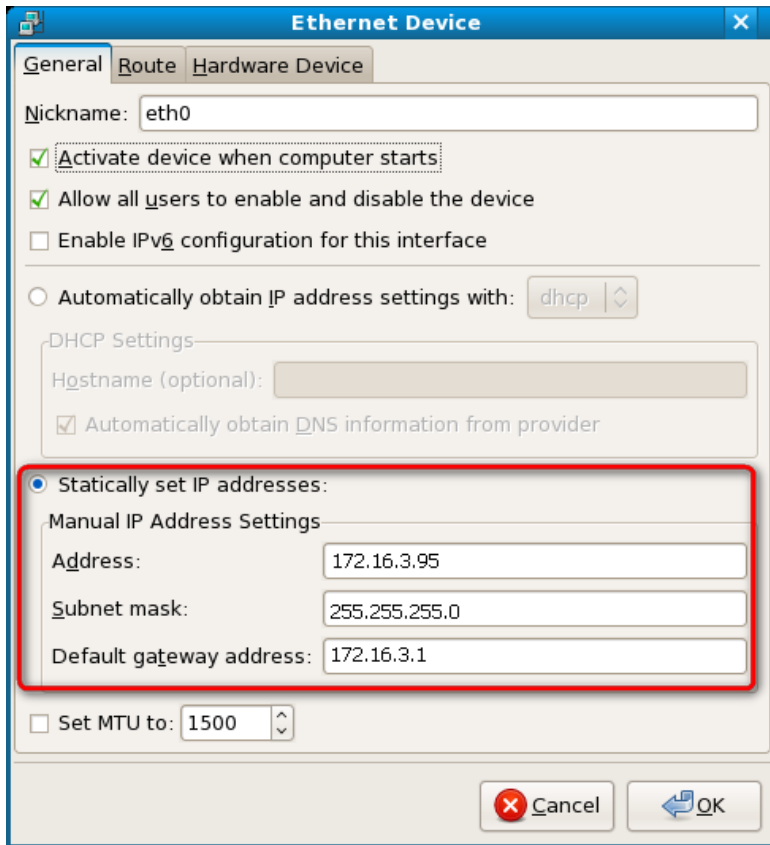 Ethernet Device
General Route Hardware Device
Nickname: eth0
Activate device when computer starts
Allow all users to enable and disable the device
Enable IPv6 configuration for this interface
Automatically obtain IP address settings with: dhcp
DHCP Settings
Hostname (optional):
Automatically obtain DNS information from provider
Statically set IP addresses:
Manual IP Address Settings
Address: 172.16.3.95
Subnet mask: 255.255.255.0
Default gateway address: 172.16.3.1
Set MTU to: 1500
Cancel OK